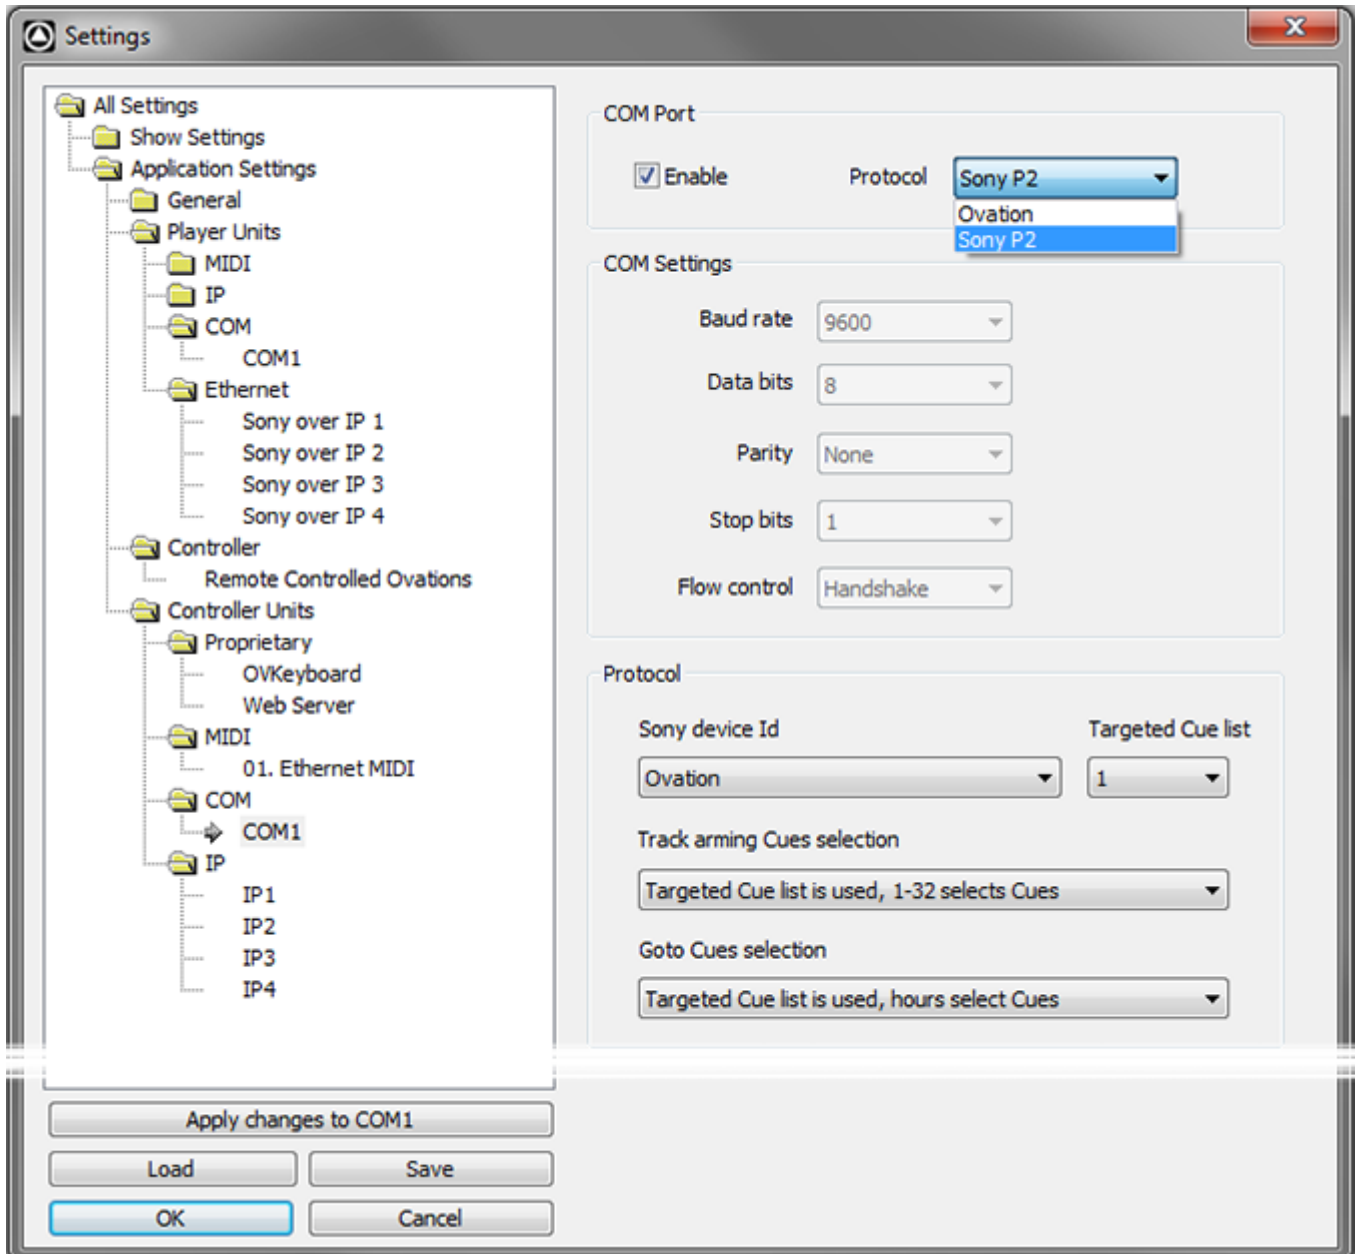 Settings
All Settings
Show Settings
Application Settings
General
Player Units
MIDI
IP
COM
COM1
Ethernet
Sony over IP 1
Sony over IP 2
Sony over IP 3
Sony over IP 4
Controller
Remote Controlled Ovations
Controller Units
Proprietary
OVKeyboard
Web Server
MIDI
01. Ethernet MIDI
COM
COM1
IP
IP1
IP2
IP3
IP4
Apply changes to COM1
Load Save
OK Cancel
COM Port
Enable Protocol Sony P2
Ovation
Sony P2
COM Settings
Baud rate 9600
Data bits 8
Parity None
Stop bits 1
Flow control Handshake
Protocol
Sony device Id Targeted Cue list
Ovation 1
Track arming Cues selection
Targeted Cue list is used, 1-32 selects Cues
Goto Cues selection
Targeted Cue list is used, hours select Cues